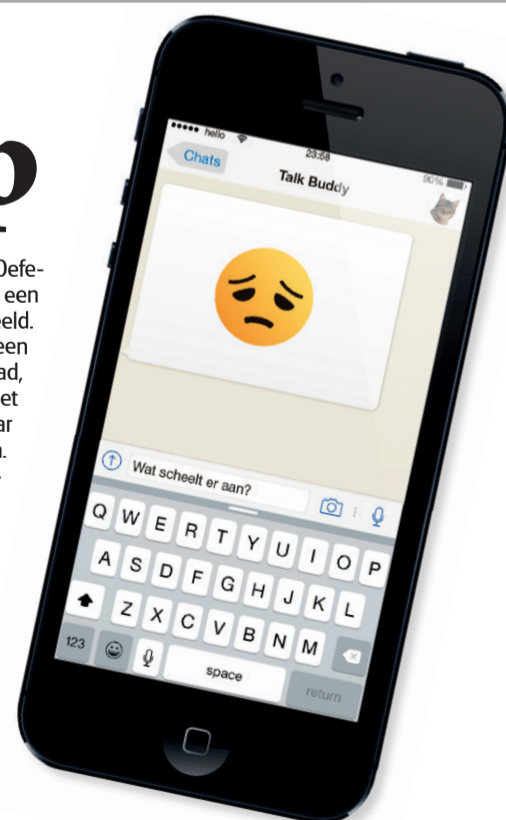 p
Oefe-
een
eeld.
een
ad,
et
ar
hello 23:58 90%
Chats Talk Buddy
Wat scheelt er aan?
Q W E R T Y U I O P
A S D F G H J K L
Z X C V B N M
123 space return